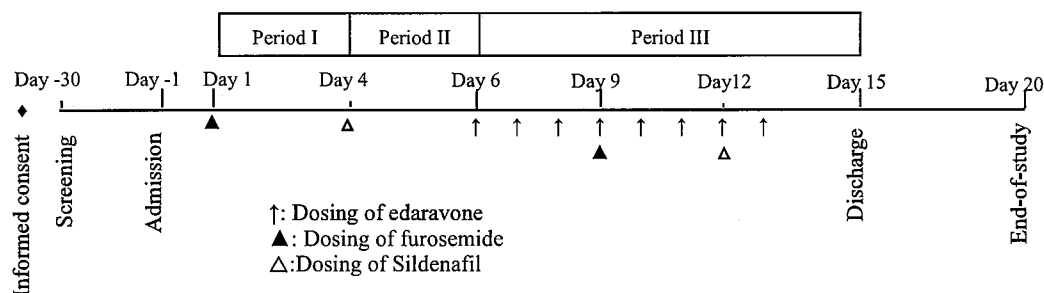 Period I Period II Period III
Day -30 Day -1 Day 1 Day 4 Day 6 Day 9 Day12 Day 15 Day 20
Informed consent
Screening
Admission
Discharge
End-of-study
↑: Dosing of edaravone
▲: Dosing of furosemide
△:Dosing of Sildenafil